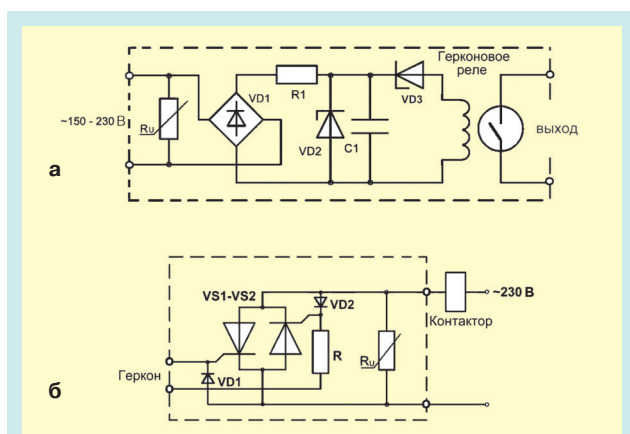 Герконовое
реле
VD1
R1
VD3
~150 - 230 В
Ru
VD2
C1
ВЫХОД
а
VS1-VS2
VD2
~230 В
Контактор
R
Ru
Геркон
VD1
б